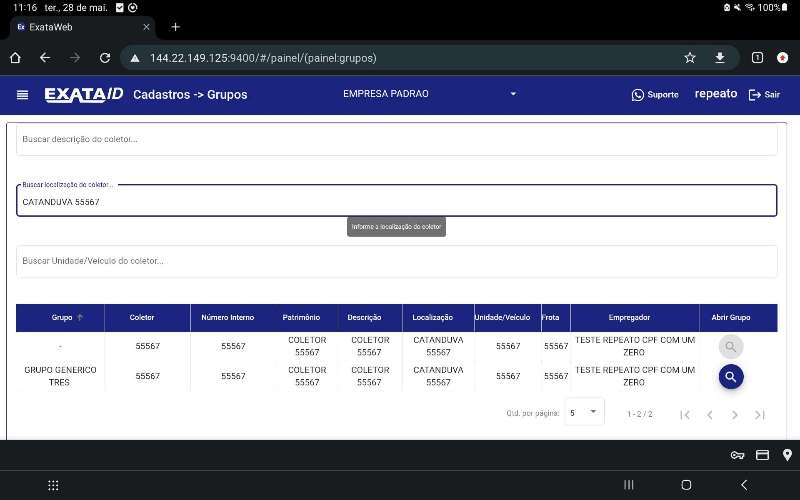 11:16 ter., 28 de mai. 100%
Ex ExataWeb
144.22.149.125:9400/#/painel/(painel:grupos) 1
EXATAID Cadastros -> Grupos EMPRESA PADRAO Suporte repeato Sair
Buscar descrição do coletor...
Buscar localização do coletor...
CATANDUVA 55567
Informe a localização do coletor
Buscar Unidade/Veículo do coletor...
Grupo Coletor Número Interno Patrimônio Descrição Localização Unidade/Veículo Frota Empregador Abrir Grupo
- 55567 55567 COLETOR 55567 COLETOR 55567 CATANDUVA 55567 55567 55567 TESTE REPEATO CPF COM UM ZERO
GRUPO GENERICO TRES 55567 55567 COLETOR 55567 COLETOR 55567 CATANDUVA 55567 55567 55567 TESTE REPEATO CPF COM UM ZERO
Qtd. por página: 5 1 - 2 / 2